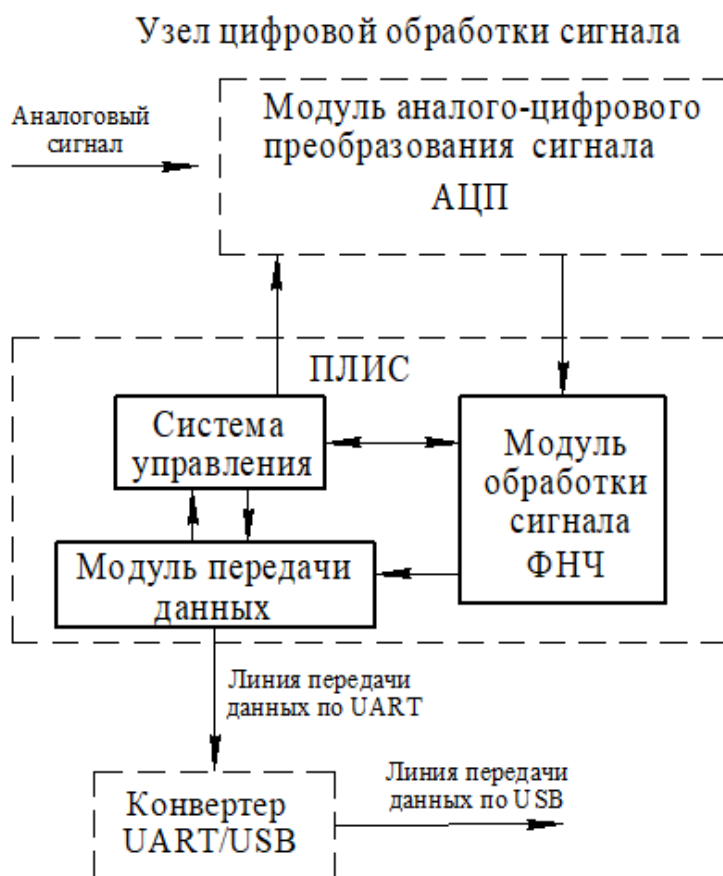 Узел цифровой обработки сигнала
Модуль аналого-цифрового
преобразования сигнала
АЦП
Аналоговый
сигнал
ПЛИС
Система
управления
Модуль
обработки
сигнала
ФНЧ
Модуль передачи
данных
Линия передачи
данных по UART
Конвертер
UART/USB
Линия передачи
данных по USB